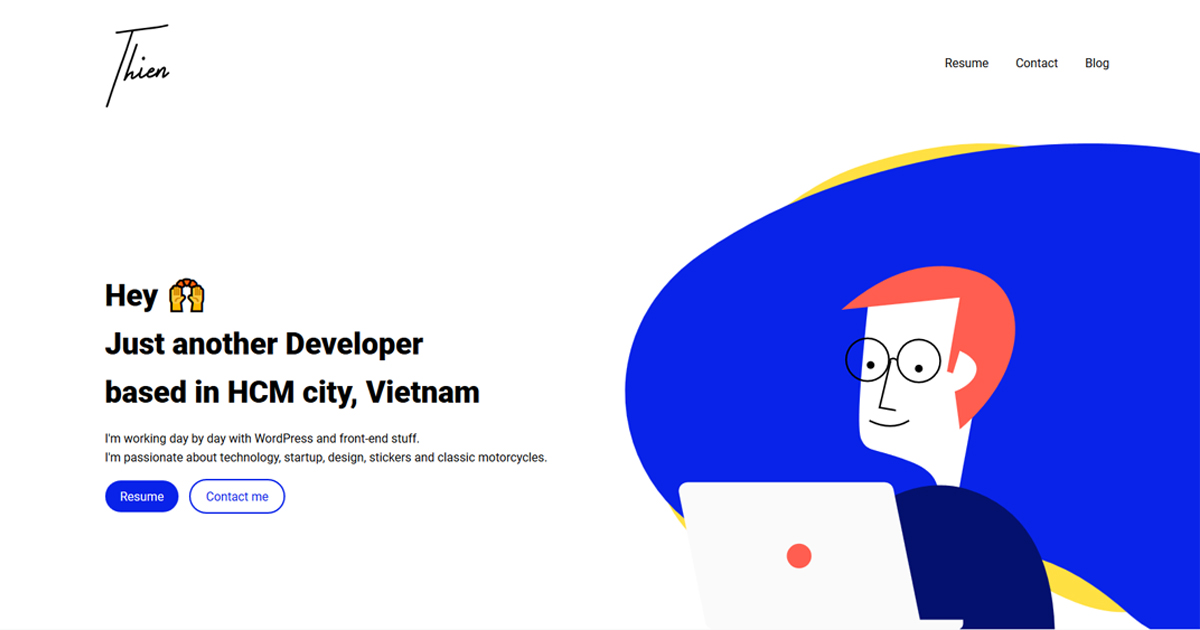 Thien
Resume Contact Blog
Hey 🙌
Just another Developer
based in HCM city, Vietnam
I'm working day by day with WordPress and front-end stuff.
I'm passionate about technology, startup, design, stickers and classic motorcycles.
Resume Contact me